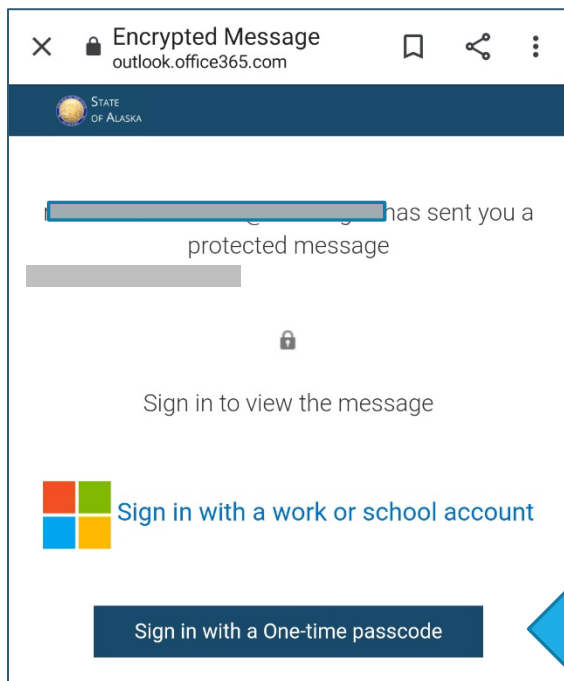 Encrypted Message
outlook.office365.com
STATE
OF ALASKA
has sent you a
protected message
Sign in to view the message
Sign in with a work or school account
Sign in with a One-time passcode